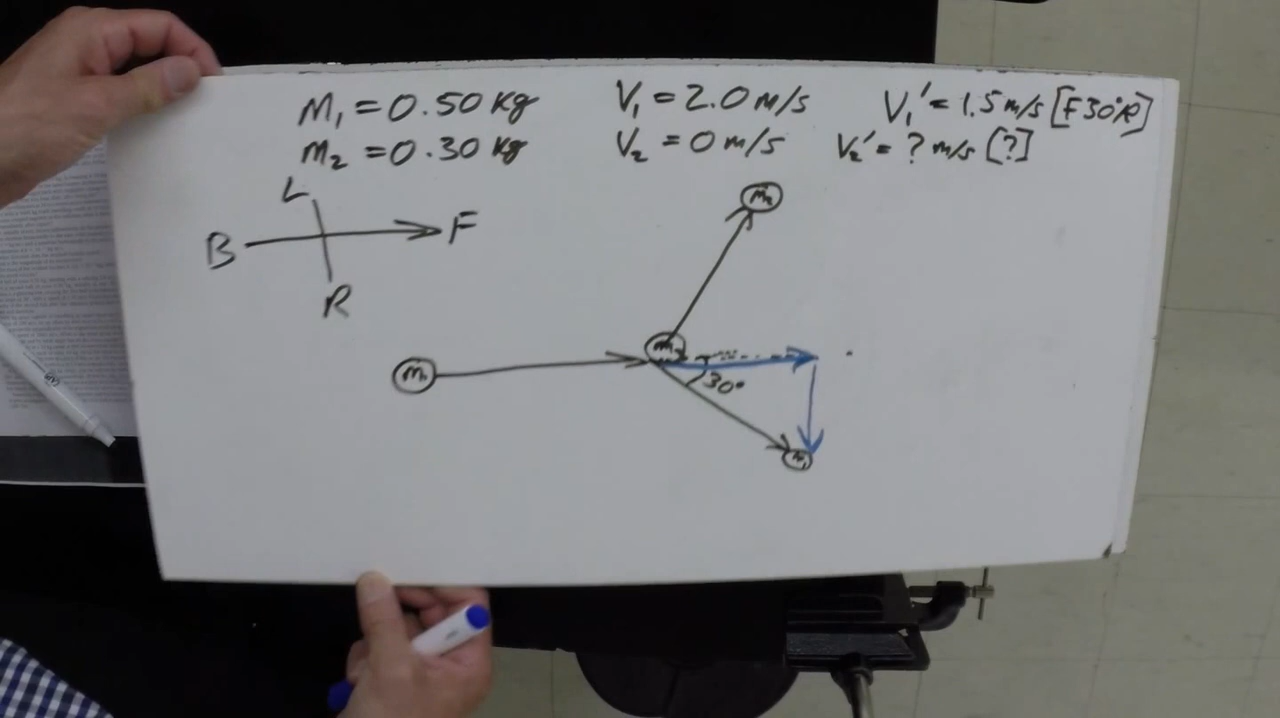 m₁ = 0.50 kg V₁ = 2.0 m/s V₁' = 1.5 m/s [F30°R]
m₂ = 0.30 kg V₂ = 0 m/s V₂' = ? m/s [?]
L
B F
R
m₂
m₁ m₂
30°
m₁